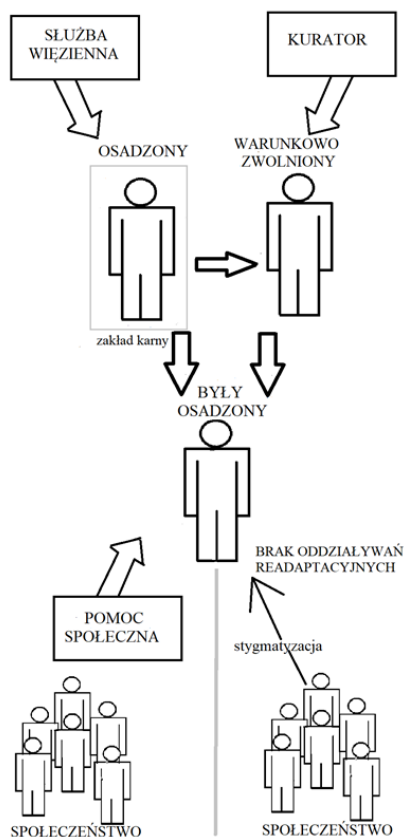 SŁUŻBA
WIĘZIENNA
KURATOR
OSADZONY
WARUNKOWO
ZWOLNIONY
zakład karny
BYŁY
OSADZONY
BRAK ODDZIAŁYWAŃ
READAPTACYJNYCH
POMOC
SPOŁECZNA
stygmatyzacja
SPOŁECZEŃSTWO
SPOŁECZEŃSTWO